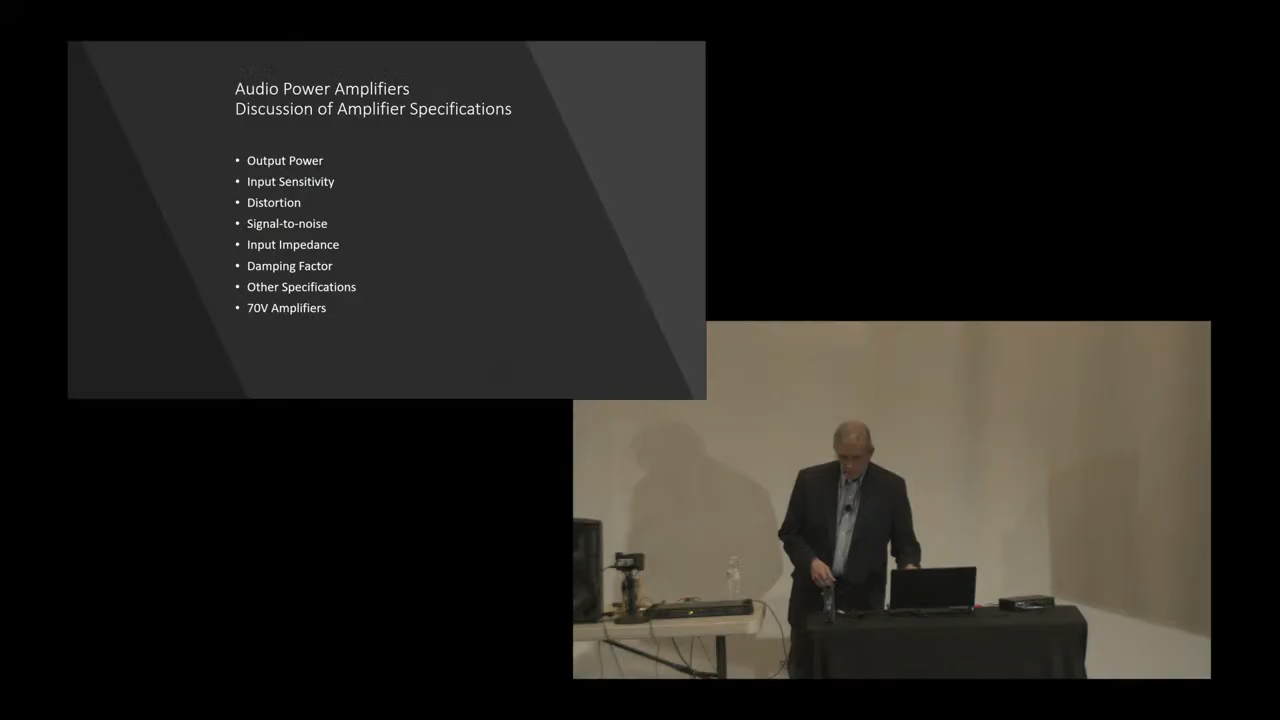 Audio Power Amplifiers
Discussion of Amplifier Specifications
• Output Power
• Input Sensitivity
• Distortion
• Signal-to-noise
• Input Impedance
• Damping Factor
• Other Specifications
• 70V Amplifiers